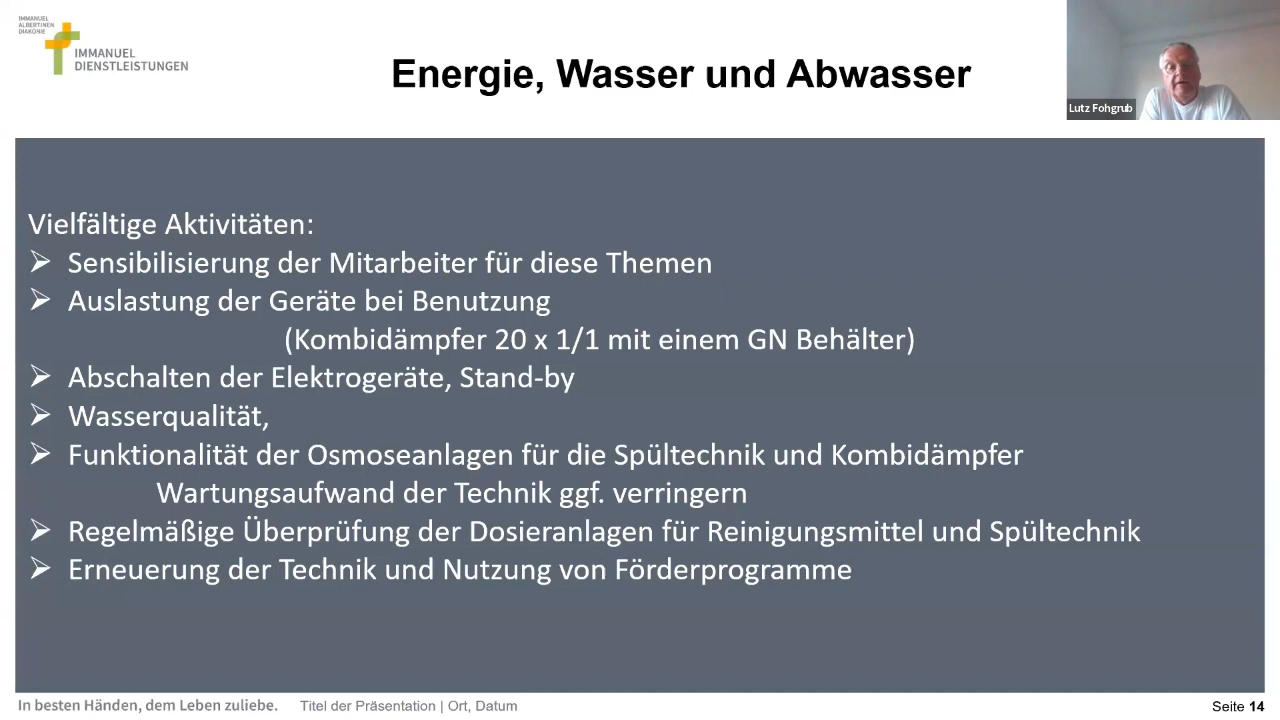 IMMANUEL
ALBERTINEN
DIAKONIE
IMMANUEL
DIENSTLEISTUNGEN
Energie, Wasser und Abwasser
Lutz Fohgrub
Vielfältige Aktivitäten:
Sensibilisierung der Mitarbeiter für diese Themen
Auslastung der Geräte bei Benutzung
(Kombidämpfer 20 x 1/1 mit einem GN Behälter)
Abschalten der Elektrogeräte, Stand-by
Wasserqualität,
Funktionalität der Osmoseanlagen für die Spültechnik und Kombidämpfer
Wartungsaufwand der Technik ggf. verringern
Regelmäßige Überprüfung der Dosieranlagen für Reinigungsmittel und Spültechnik
Erneuerung der Technik und Nutzung von Förderprogramme
In besten Händen, dem Leben zuliebe. Titel der Präsentation | Ort, Datum Seite 14